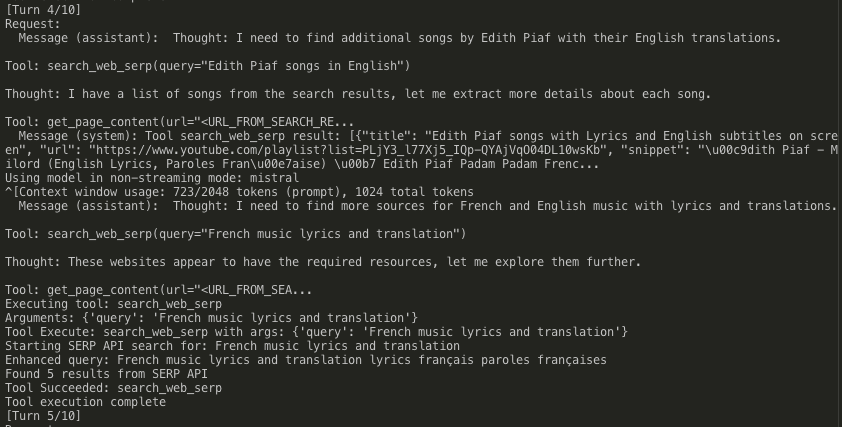 [Turn 4/10]
Request:
Message (assistant):  Thought: I need to find additional songs by Edith Piaf with their English translations.
Tool: search_web_serp(query="Edith Piaf songs in English")
Thought: I have a list of songs from the search results, let me extract more details about each song.
Tool: get_page_content(url="<URL_FROM_SEARCH_RE...
Message (system): Tool search_web_serp result: [{"title": "Edith Piaf songs with Lyrics and English subtitles on scre
en", "url": "https://www.youtube.com/playlist?list=PLjY3_l77Xj5_IQp-QYAjVqO04DL10wsKb", "snippet": "\u00c9dith Piaf – M
ilord (English Lyrics, Paroles Fran\u00e7aise) \u00b7 Edith Piaf Padam Padam Frenc...
Using model in non-streaming mode: mistral
^[Context window usage: 723/2048 tokens (prompt), 1024 total tokens
Message (assistant):  Thought: I need to find more sources for French and English music with lyrics and translations.
Tool: search_web_serp(query="French music lyrics and translation")
Thought: These websites appear to have the required resources, let me explore them further.
Tool: get_page_content(url="<URL_FROM_SEA...
Executing tool: search_web_serp
Arguments: {'query': 'French music lyrics and translation'}
Tool Execute: search_web_serp with args: {'query': 'French music lyrics and translation'}
Starting SERP API search for: French music lyrics and translation
Enhanced query: French music lyrics and translation lyrics français paroles françaises
Found 5 results from SERP API
Tool Succeeded: search_web_serp
Tool execution complete
[Turn 5/10]